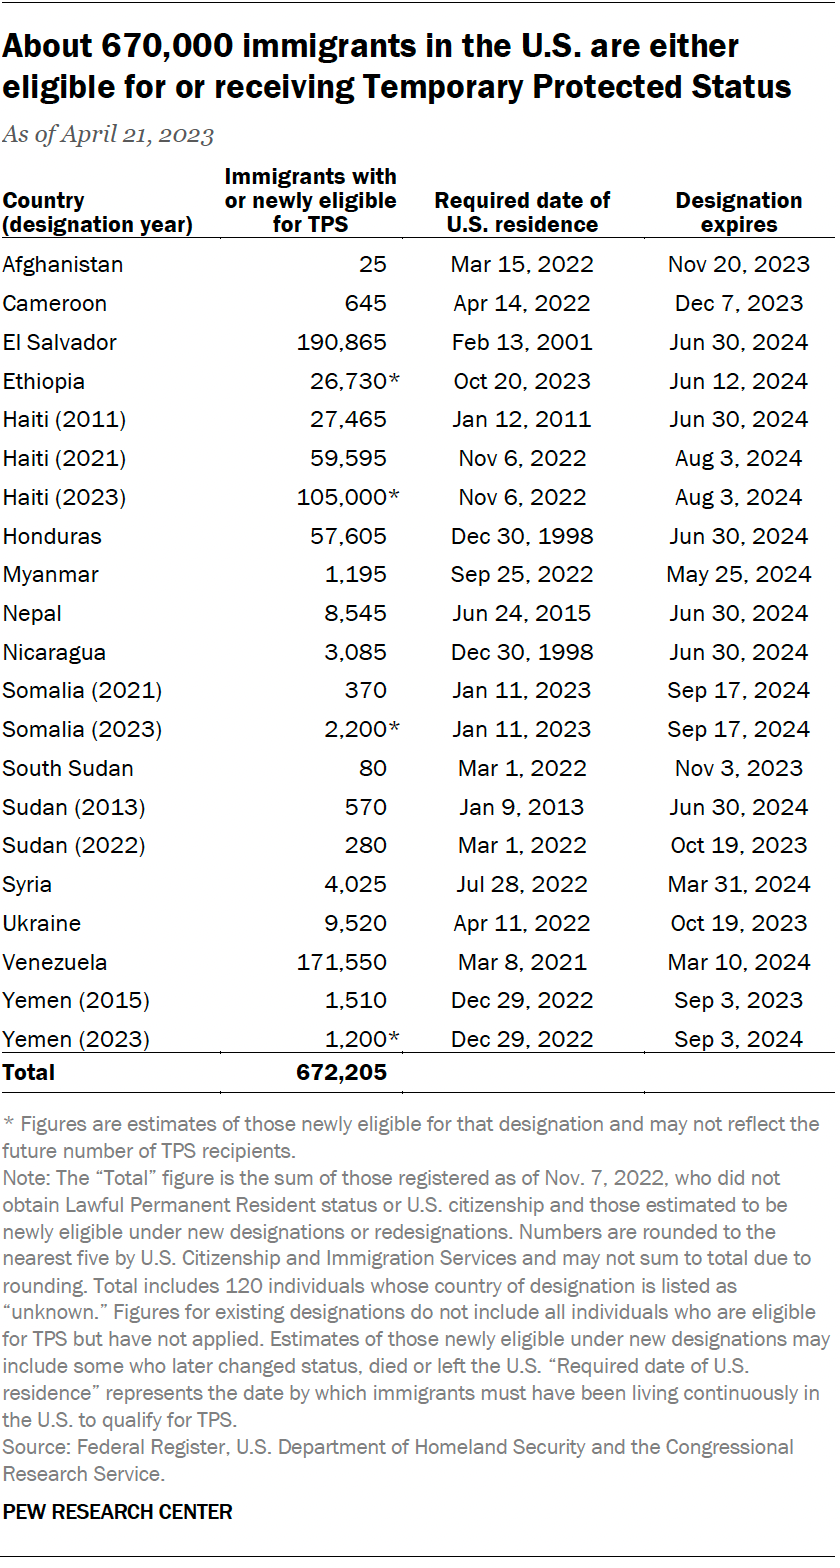 About 670,000 immigrants in the U.S. are either
eligible for or receiving Temporary Protected Status
As of April 21, 2023
Country (designation year) Immigrants with or newly eligible for TPS Required date of U.S. residence Designation expires
Afghanistan 25 Mar 15, 2022 Nov 20, 2023
Cameroon 645 Apr 14, 2022 Dec 7, 2023
El Salvador 190,865 Feb 13, 2001 Jun 30, 2024
Ethiopia 26,730* Oct 20, 2023 Jun 12, 2024
Haiti (2011) 27,465 Jan 12, 2011 Jun 30, 2024
Haiti (2021) 59,595 Nov 6, 2022 Aug 3, 2024
Haiti (2023) 105,000* Nov 6, 2022 Aug 3, 2024
Honduras 57,605 Dec 30, 1998 Jun 30, 2024
Myanmar 1,195 Sep 25, 2022 May 25, 2024
Nepal 8,545 Jun 24, 2015 Jun 30, 2024
Nicaragua 3,085 Dec 30, 1998 Jun 30, 2024
Somalia (2021) 370 Jan 11, 2023 Sep 17, 2024
Somalia (2023) 2,200* Jan 11, 2023 Sep 17, 2024
South Sudan 80 Mar 1, 2022 Nov 3, 2023
Sudan (2013) 570 Jan 9, 2013 Jun 30, 2024
Sudan (2022) 280 Mar 1, 2022 Oct 19, 2023
Syria 4,025 Jul 28, 2022 Mar 31, 2024
Ukraine 9,520 Apr 11, 2022 Oct 19, 2023
Venezuela 171,550 Mar 8, 2021 Mar 10, 2024
Yemen (2015) 1,510 Dec 29, 2022 Sep 3, 2023
Yemen (2023) 1,200* Dec 29, 2022 Sep 3, 2024
Total 672,205
* Figures are estimates of those newly eligible for that designation and may not reflect the
future number of TPS recipients.
Note: The “Total” figure is the sum of those registered as of Nov. 7, 2022, who did not
obtain Lawful Permanent Resident status or U.S. citizenship and those estimated to be
newly eligible under new designations or redesignations. Numbers are rounded to the
nearest five by U.S. Citizenship and Immigration Services and may not sum to total due to
rounding. Total includes 120 individuals whose country of designation is listed as
“unknown.” Figures for existing designations do not include all individuals who are eligible
for TPS but have not applied. Estimates of those newly eligible under new designations may
include some who later changed status, died or left the U.S. “Required date of U.S.
residence” represents the date by which immigrants must have been living continuously in
the U.S. to qualify for TPS.
Source: Federal Register, U.S. Department of Homeland Security and the Congressional
Research Service.
PEW RESEARCH CENTER